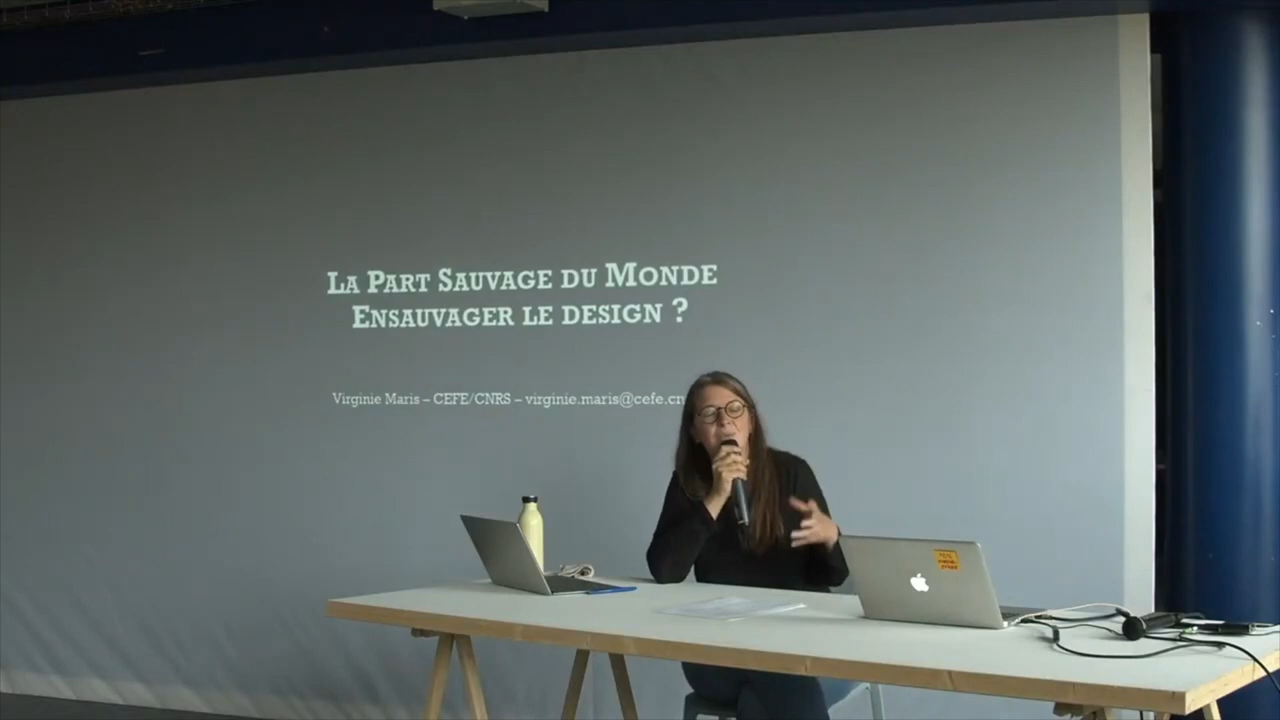 La Part Sauvage du Monde
Ensauvager le design ?
Virginie Maris – CEFE/CNRS – virginie.maris@cefe.cn